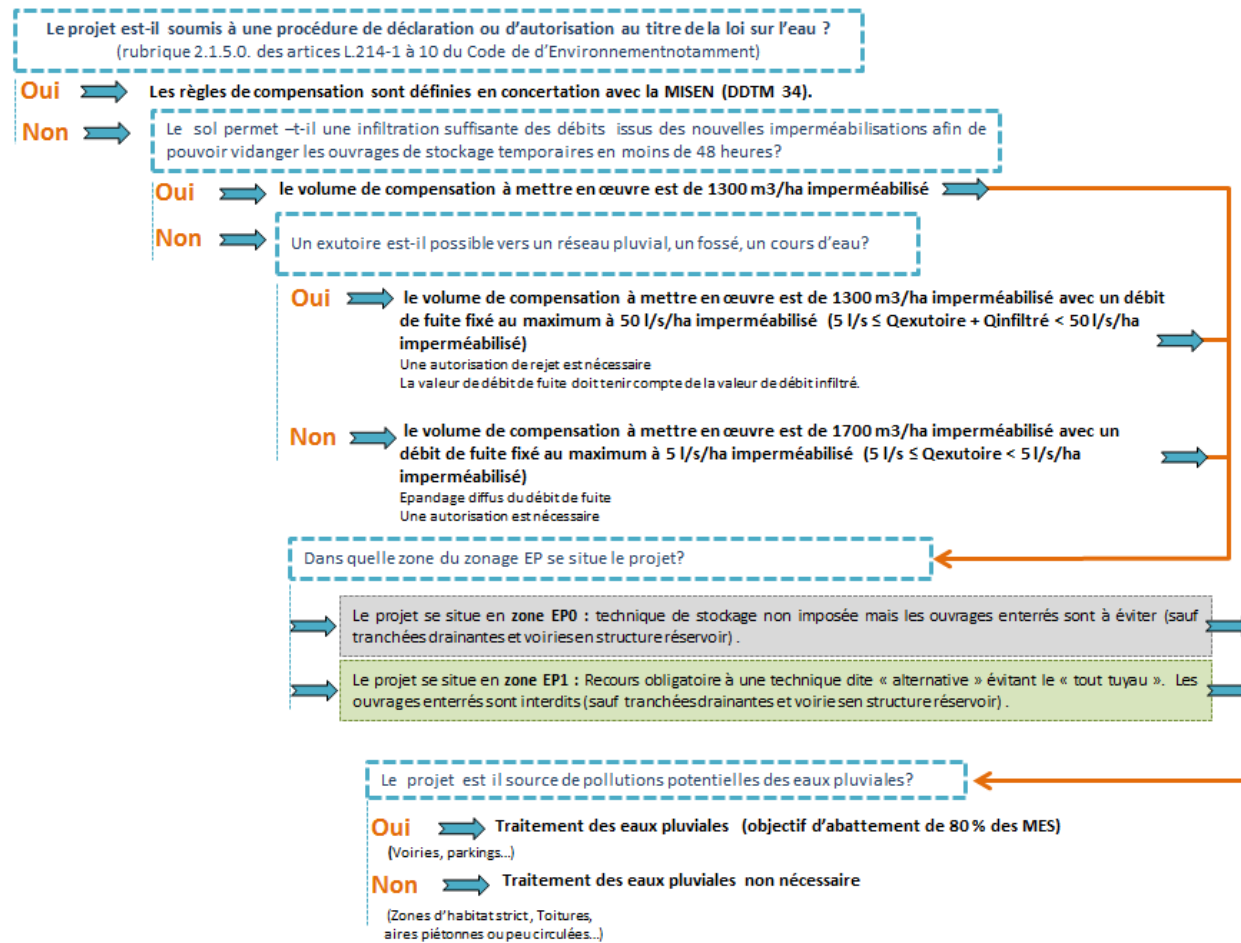 Le projet est-il soumis à une procédure de déclaration ou d'autorisation au titre de la loi sur l'eau ?
(rubrique 2.1.5.0. des artices L.214-1 à 10 du Code de d'Environnementnotamment)
Oui Les règles de compensation sont définies en concertation avec la MISEN (DDTM 34).
Non Le sol permet –t-il une infiltration suffisante des débits issus des nouvelles imperméabilisations afin de
pouvoir vidanger les ouvrages de stockage temporaires en moins de 48 heures?
Oui le volume de compensation à mettre en œuvre est de 1300 m3/ha imperméabilisé
Non Un exutoire est-il possible vers un réseau pluvial, un fossé, un cours d'eau?
Oui le volume de compensation à mettre en œuvre est de 1300 m3/ha imperméabilisé avec un débit
de fuite fixé au maximum à 50 l/s/ha imperméabilisé (5 l/s ≤ Qexutoire + Qinfiltré < 50 l/s/ha
imperméabilisé)
Une autorisation de rejet est nécessaire
La valeur de débit de fuite doit tenir compte de la valeur de débit infiltré.
Non le volume de compensation à mettre en œuvre est de 1700 m3/ha imperméabilisé avec un
débit de fuite fixé au maximum à 5 l/s/ha imperméabilisé (5 l/s ≤ Qexutoire < 5 l/s/ha
imperméabilisé)
Epandage diffus du débit de fuite
Une autorisation est nécessaire
Dans quelle zone du zonage EP se situe le projet?
Le projet se situe en zone EP0 : technique de stockage non imposée mais les ouvrages enterrés sont à éviter (sauf
tranchées drainantes et voiries en structure réservoir) .
Le projet se situe en zone EP1 : Recours obligatoire à une technique dite « alternative » évitant le « tout tuyau ». Les
ouvrages enterrés sont interdits (sauf tranchées drainantes et voirie sen structure réservoir) .
Le projet est il source de pollutions potentielles des eaux pluviales?
Oui Traitement des eaux pluviales (objectif d'abattement de 80 % des MES)
(Voiries, parkings...)
Non Traitement des eaux pluviales non nécessaire
(Zones d'habitat strict, Toitures,
aires piétonnes ou peu circulées...)